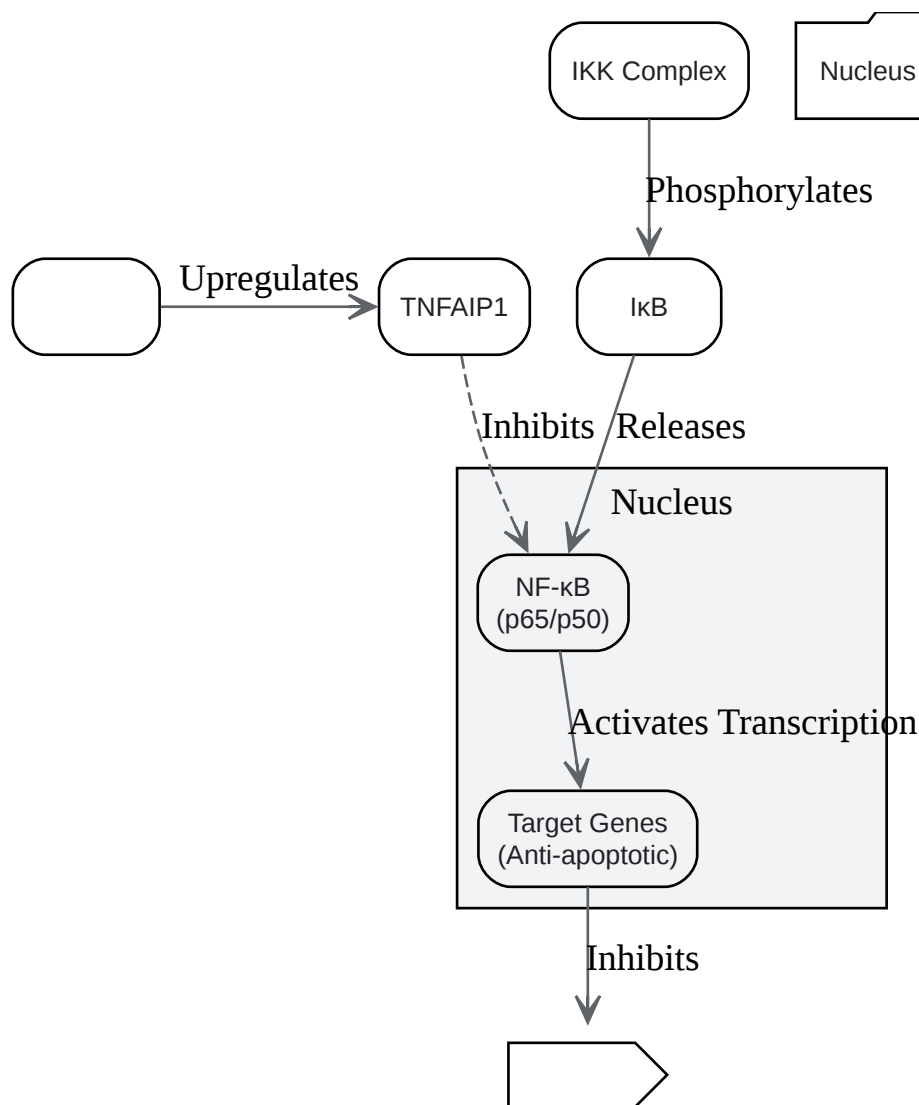 IKK Complex
Nucleus
Phosphorylates
Upregulates
TNFAIP1
IκB
Inhibits
Releases
Nucleus
NF-κB
(p65/p50)
Activates Transcription
Target Genes
(Anti-apoptotic)
Inhibits